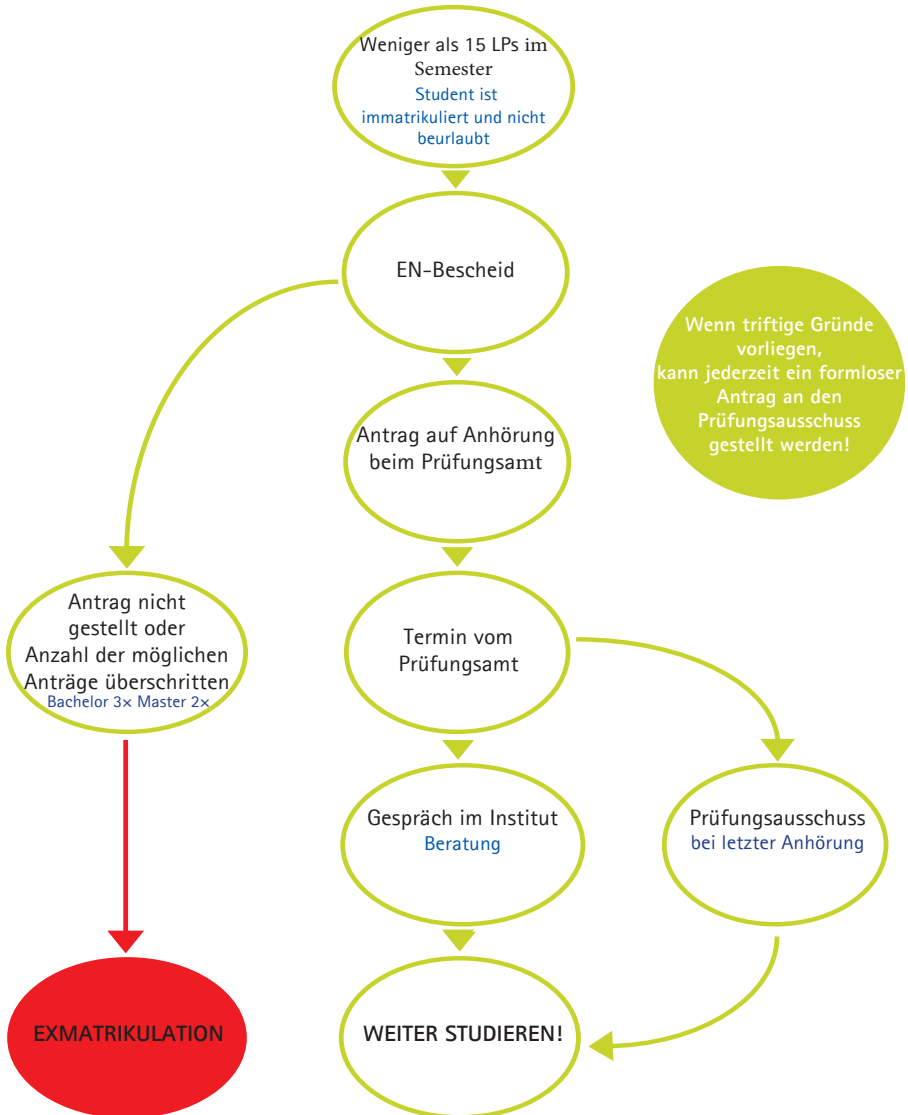 Weniger als 15 LPs im
Semester
Student ist
immatrikuliert und nicht
beurlaubt
EN-Bescheid
Wenn triftige Gründe
vorliegen,
kann jederzeit ein formloser
Antrag an den
Prüfungsausschuss
gestellt werden!
Antrag auf Anhörung
beim Prüfungsamt
Antrag nicht
gestellt oder
Anzahl der möglichen
Anträge überschritten
Bachelor 3x Master 2x
Termin vom
Prüfungsamt
Gespräch im Institut
Beratung
Prüfungsausschuss
bei letzter Anhörung
EXMATRIKULATION
WEITER STUDIEREN!